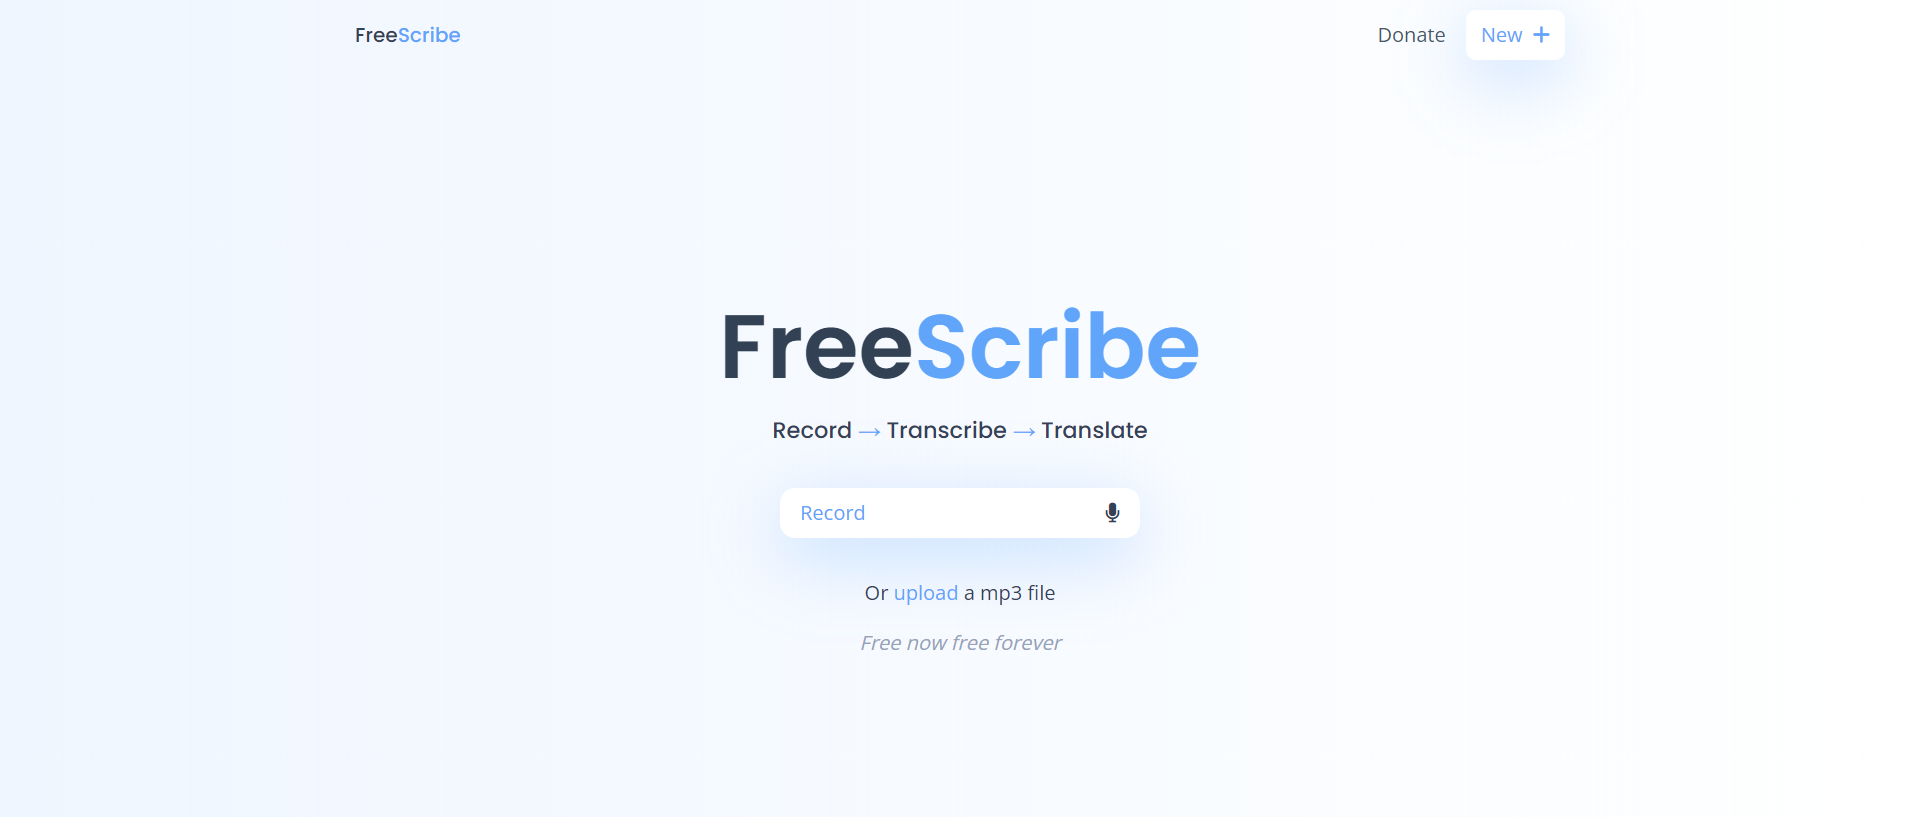 FreeScribe
Donate
New +
FreeScribe
Record → Transcribe → Translate
Record
Or upload a mp3 file
Free now free forever